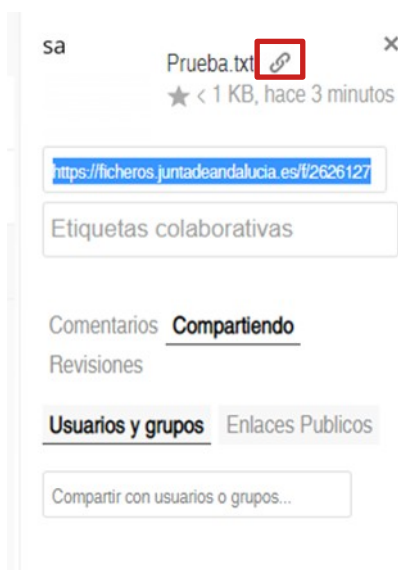 sa
Prueba.txt
★ < 1 KB, hace 3 minutos
https://ficheros.juntadeandalucia.es/f/2626127
Etiquetas colaborativas
Comentarios Compartiendo
Revisiones
Usuarios y grupos Enlaces Publicos
Compartir con usuarios o grupos...